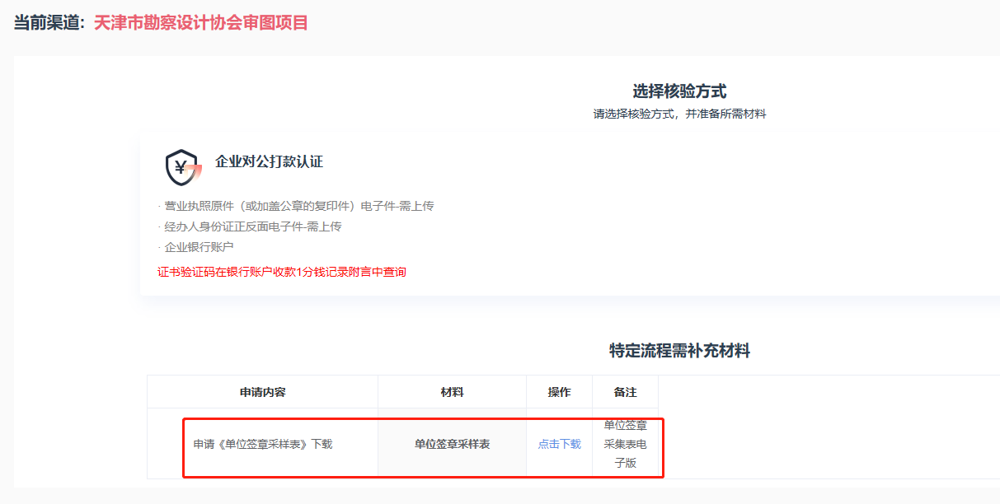 当前渠道：天津市勘察设计协会审图项目
选择核验方式
请选择核验方式，并准备所需材料
¥
企业对公打款认证
· 营业执照原件（或加盖公章的复印件）电子件-需上传
· 经办人身份证正反面电子件-需上传
· 企业银行账户
证书验证码在银行账户收款1分钱记录附言中查询
特定流程需补充材料
申请内容 材料 操作 备注
申请《单位签章采样表》下载 单位签章采样表 点击下载 单位签章
采集表电
子版